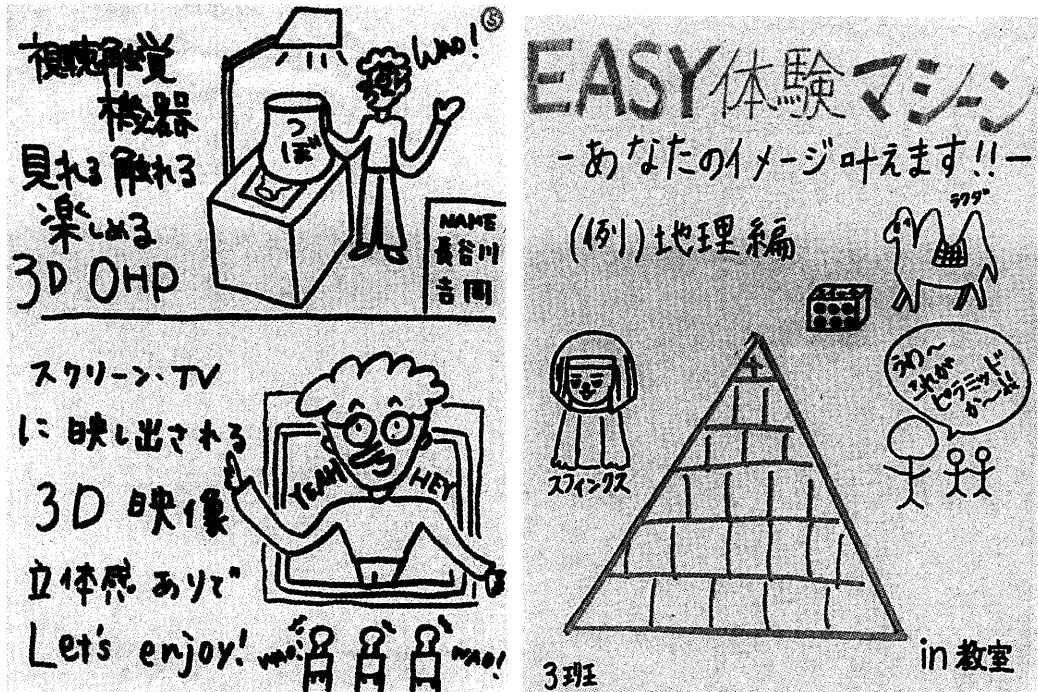 ⑤
視聴触覚
機器
見れる触れる
楽しめる
3D OHP
WAO!
つぼ
NAME
長谷川
吉岡
スクリーン・TV
に映し出される
3D 映像
立体感ありで
Let's enjoy!
YEAH!
HEY
WAO!
WAO!
EASY体験マシーン
-あなたのイメージ叶えます!!-
(例)地理編
ラクダ
スフィンクス
うわ〜
これが
ピラミッド
か〜!!
3班
in 教室